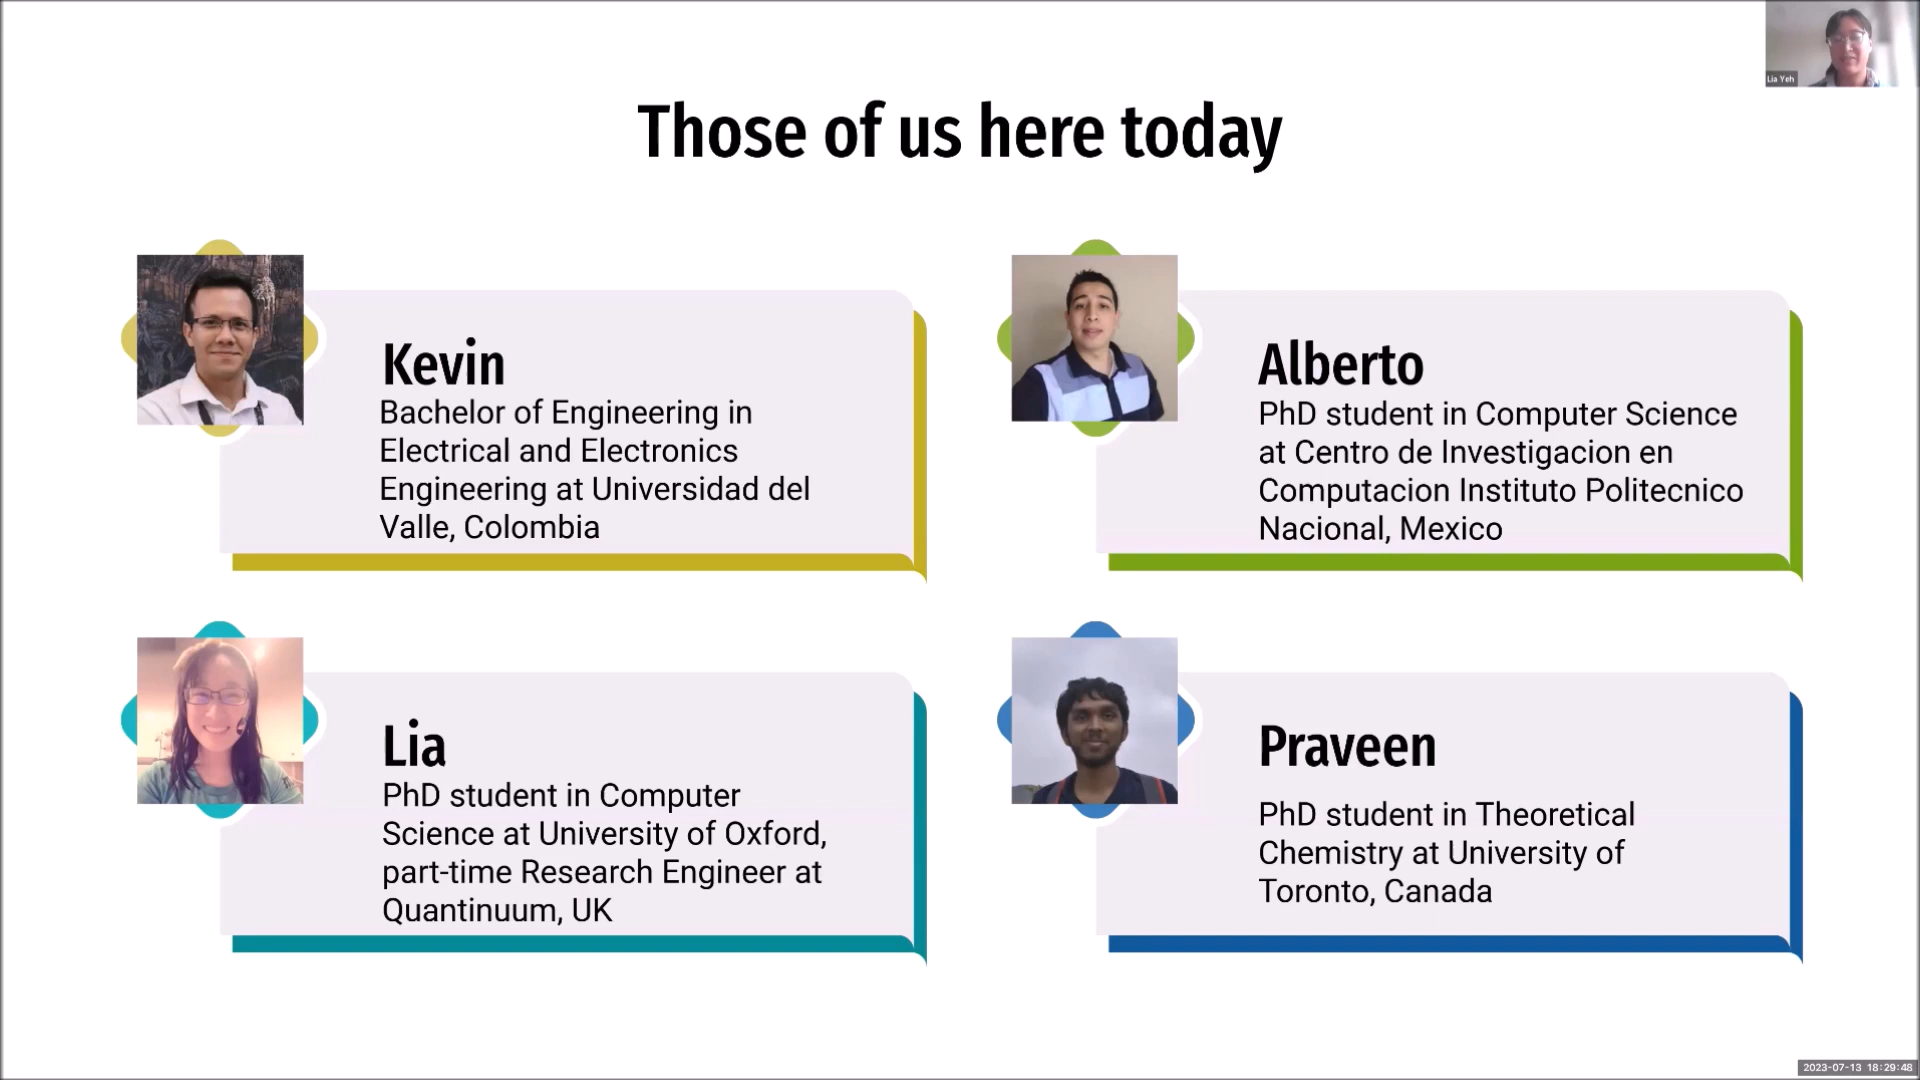 Lia Yeh
Those of us here today
Kevin
Bachelor of Engineering in
Electrical and Electronics
Engineering at Universidad del
Valle, Colombia
Alberto
PhD student in Computer Science
at Centro de Investigacion en
Computacion Instituto Politecnico
Nacional, Mexico
Lia
PhD student in Computer
Science at University of Oxford,
part-time Research Engineer at
Quantinuum, UK
Praveen
PhD student in Theoretical
Chemistry at University of
Toronto, Canada
2023-07-13 18:29:48